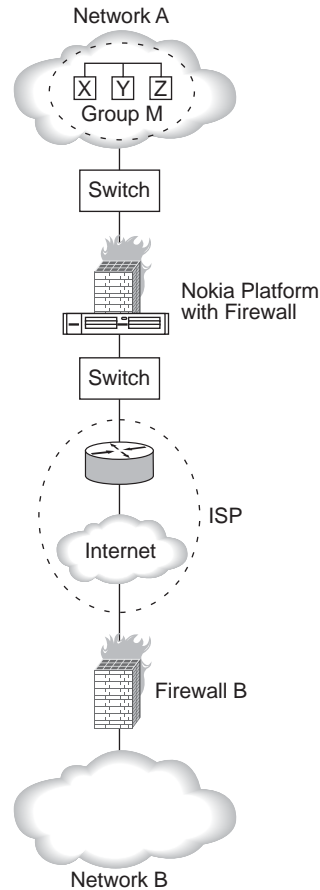 Network A
X Y Z
Group M
Switch
Nokia Platform
with Firewall
Switch
ISP
Internet
Firewall B
Network B